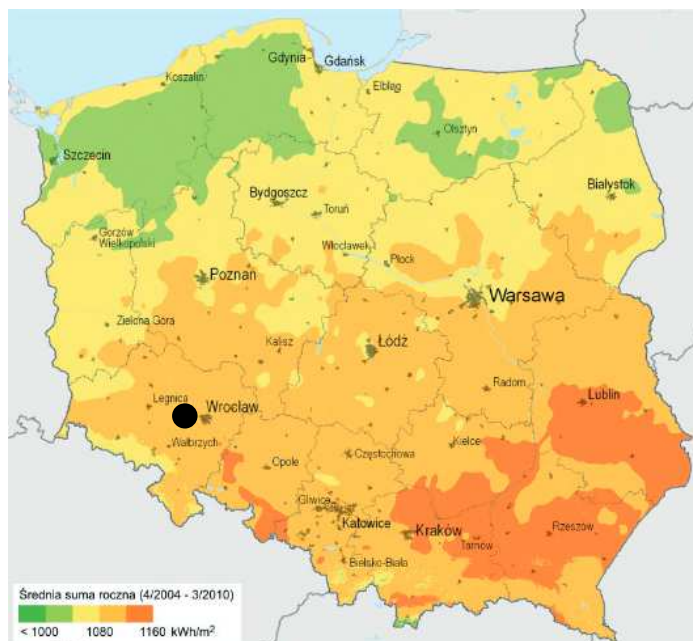 Gdynia
Gdańsk
Koszalin
Elbląg
Olsztyn
Szczecin
Białystok
Bydgoszcz
Toruń
Gorzów
Wielkopolski
Włocławek
Płock
Poznań
Warsawa
Zielona Góra
Kalisz
Łódź
Radom
Lublin
Legnica
Wrocław
Wałbrzych
Kielce
Opole
Częstochowa
Gliwice
Katowice
Kraków
Tarnów
Rzeszów
Bielsko-Biała
Średnia suma roczna (4/2004 - 3/2010)
< 1000 1080 1160 kWh/m²